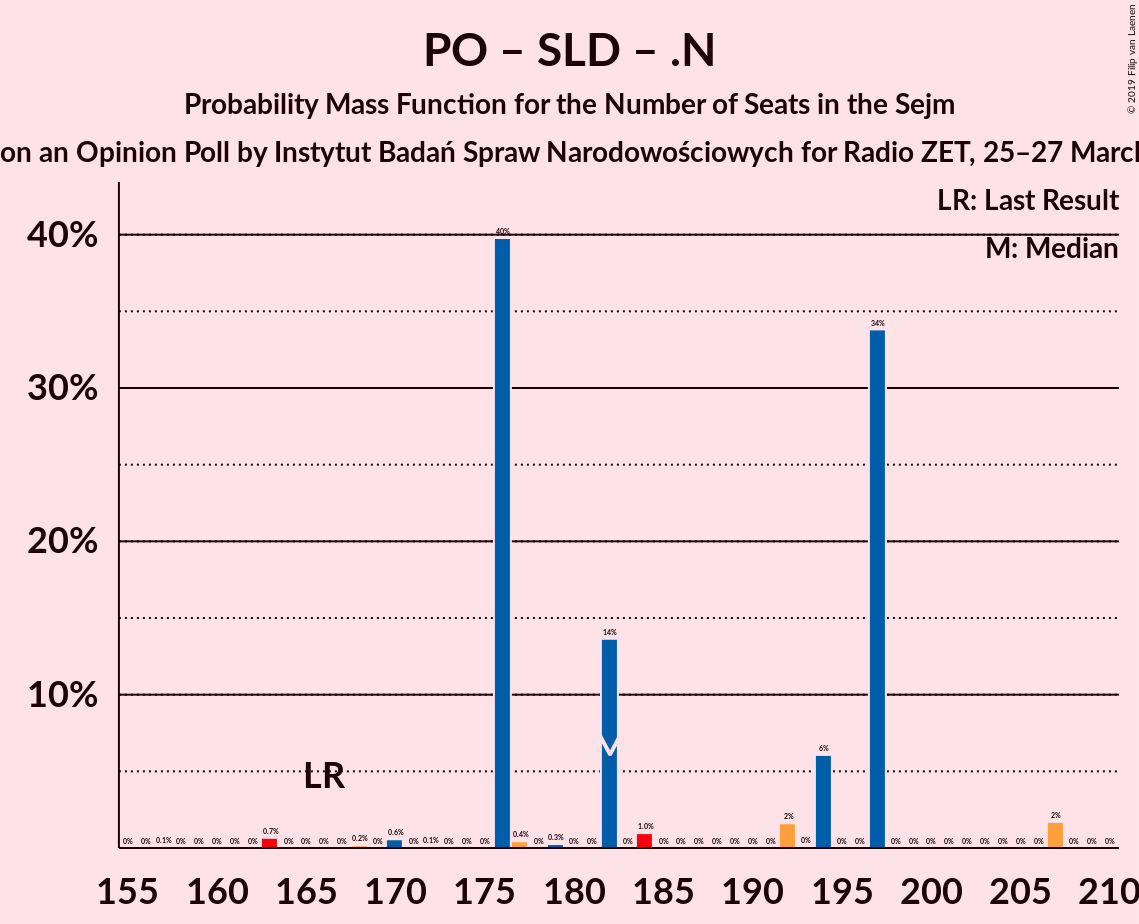 PO – SLD – .N
Probability Mass Function for the Number of Seats in the Sejm
on an Opinion Poll by Instytut Badań Spraw Narodowościowych for Radio ZET, 25–27 March
© 2019 Filip van Laenen
LR: Last Result
M: Median
40%
30%
20%
10%
0% 0% 0.1% 0% 0% 0% 0% 0% 0.7% 0% 0% 0% 0% 0.2% 0% 0.6% 0% 0.1% 0% 0% 0% 40% 0.4% 0% 0.3% 0% 0% 14% 0% 1.0% 0% 0% 0% 0% 0% 0% 0% 2% 0% 6% 0% 0% 34% 0% 0% 0% 0% 0% 0% 0% 0% 0% 2% 0% 0% 0%
LR
155 160 165 170 175 180 185 190 195 200 205 210